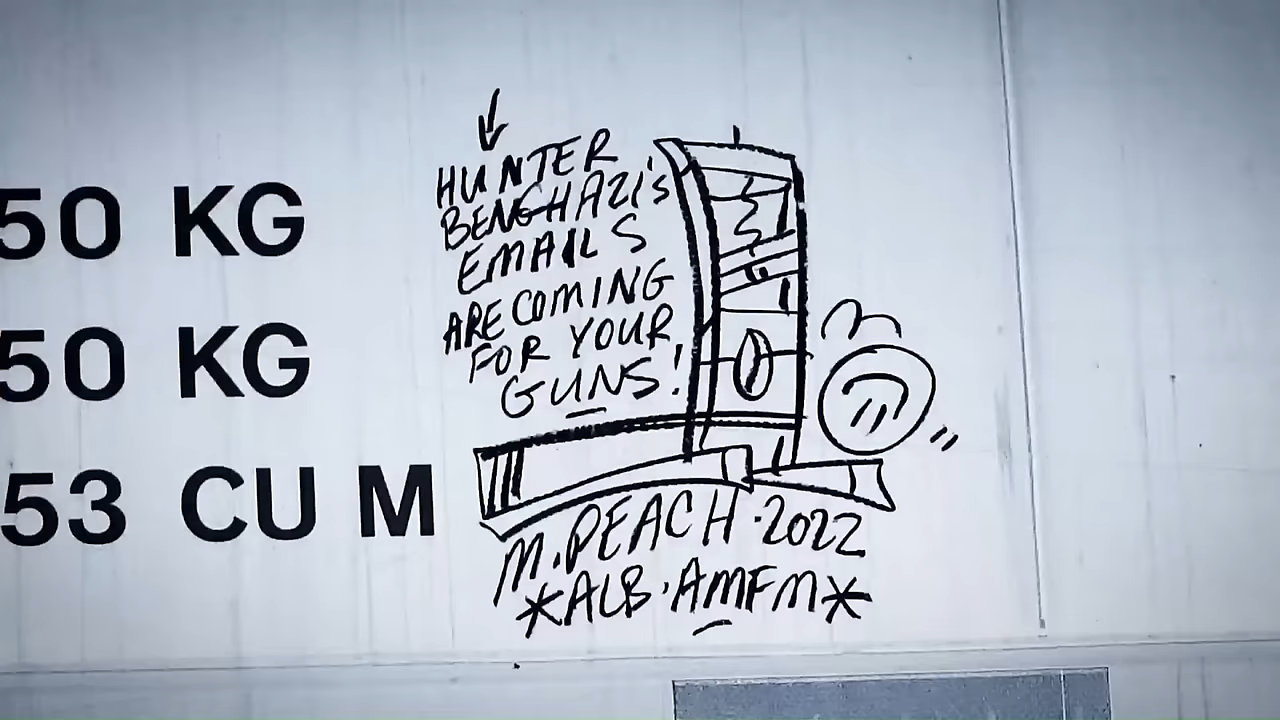 50 KG
50 KG
53 CU M
HUNTER
BENGHAZI'S
EMAILS
ARE COMING
FOR YOUR
GUNS!
M.PEACH·2022
*ALB·AMFM*